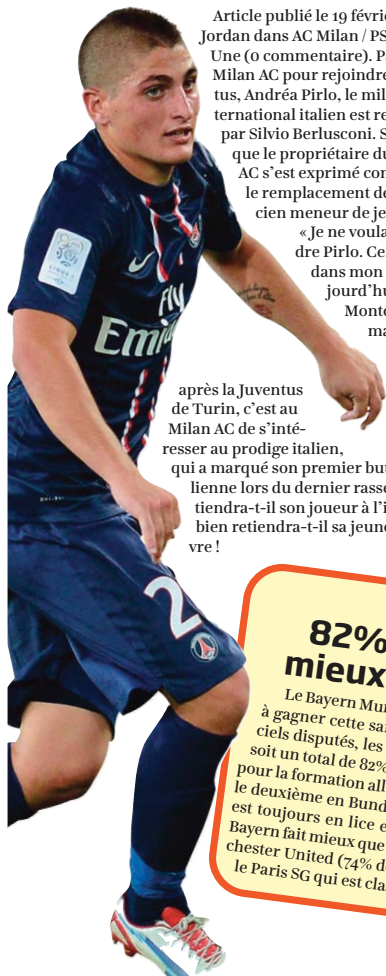 Article publié le 19 févrie
Jordan dans AC Milan / PS
Une (0 commentaire). P
Milan AC pour rejoindre
tus, Andréa Pirlo, le mil
ternational italien est re
par Silvio Berlusconi. S
que le propriétaire du
AC s’est exprimé con
le remplacement de
cien meneur de je
« Je ne voula
dre Pirlo. Ce
dans mon
jourd’hu
Monto
ma
après la Juventus
de Turin, c’est au
Milan AC de s’inté-
resser au prodige italien,
qui a marqué son premier but
lienne lors du dernier rasse
tiendra-t-il son joueur à l’i
bien retiendra-t-il sa jeune
vre !
LIGUE 1
Fly
Emi
2
82%
mieux
Le Bayern Mu
à gagner cette sai
ciels disputés, les
soit un total de 82%
pour la formation all
le deuxième en Bund
est toujours en lice e
Bayern fait mieux que
chester United (74% d
le Paris SG qui est cla